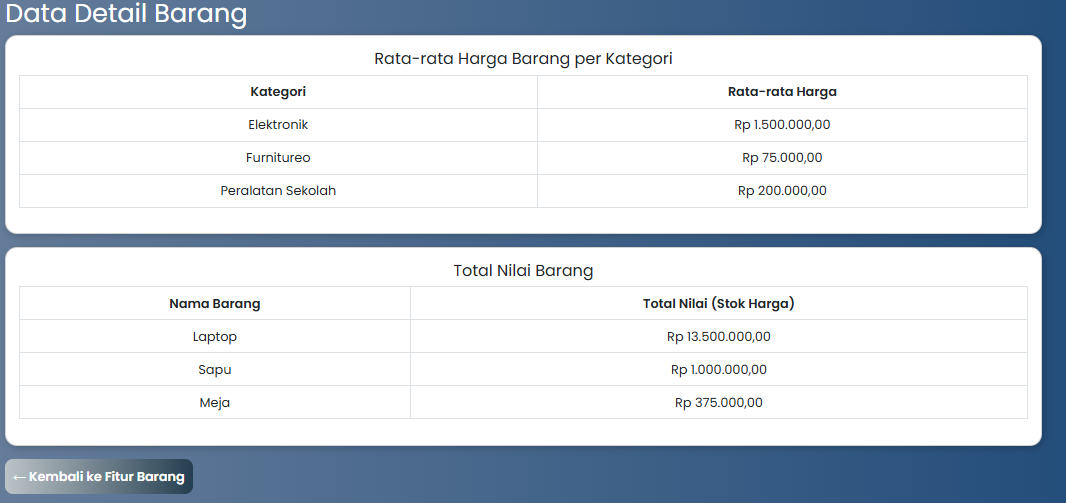 Data Detail Barang
Rata-rata Harga Barang per Kategori
Kategori Rata-rata Harga
Elektronik Rp 1.500.000,00
Furnitureo Rp 75.000,00
Peralatan Sekolah Rp 200.000,00
Total Nilai Barang
Nama Barang Total Nilai (Stok Harga)
Laptop Rp 13.500.000,00
Sapu Rp 1.000.000,00
Meja Rp 375.000,00
← Kembali ke Fitur Barang